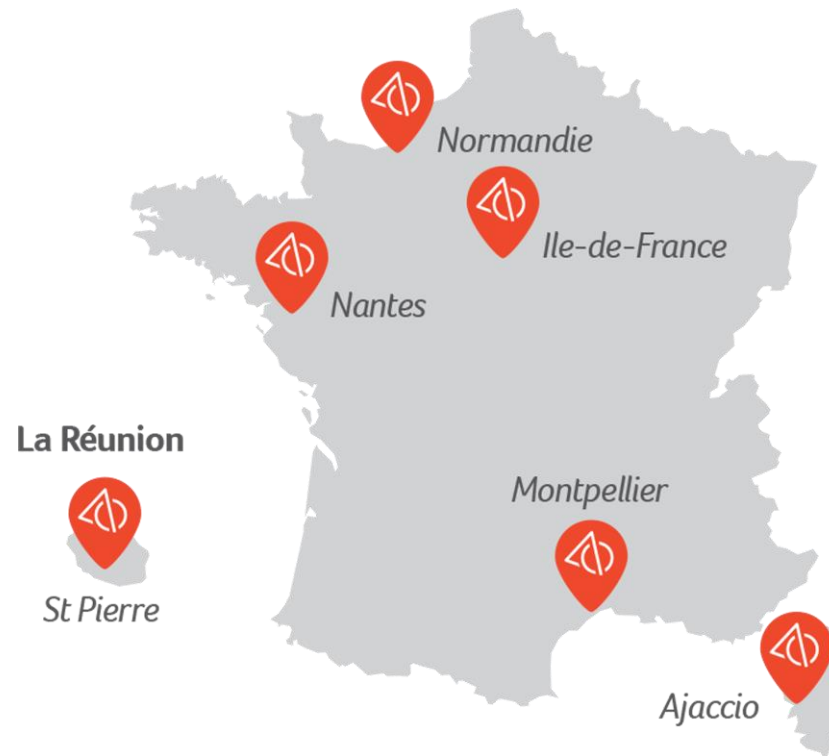 Normandie
Ile-de-France
Nantes
La Réunion
Montpellier
St Pierre
Ajaccio